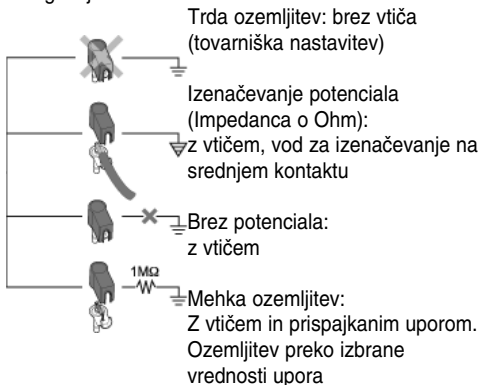 Trda ozemljitev: brez vtiča
(tovarniška nastavitev)
Izenačevanje potenciala
(Impedanca o Ohm):
z vtičem, vod za izenačevanje na
srednjem kontaktu
Brez potenciala:
z vtičem
1MΩ
Mehka ozemljitev:
Z vtičem in prispajkanim uporom.
Ozemljitev preko izbrane
vrednosti upora